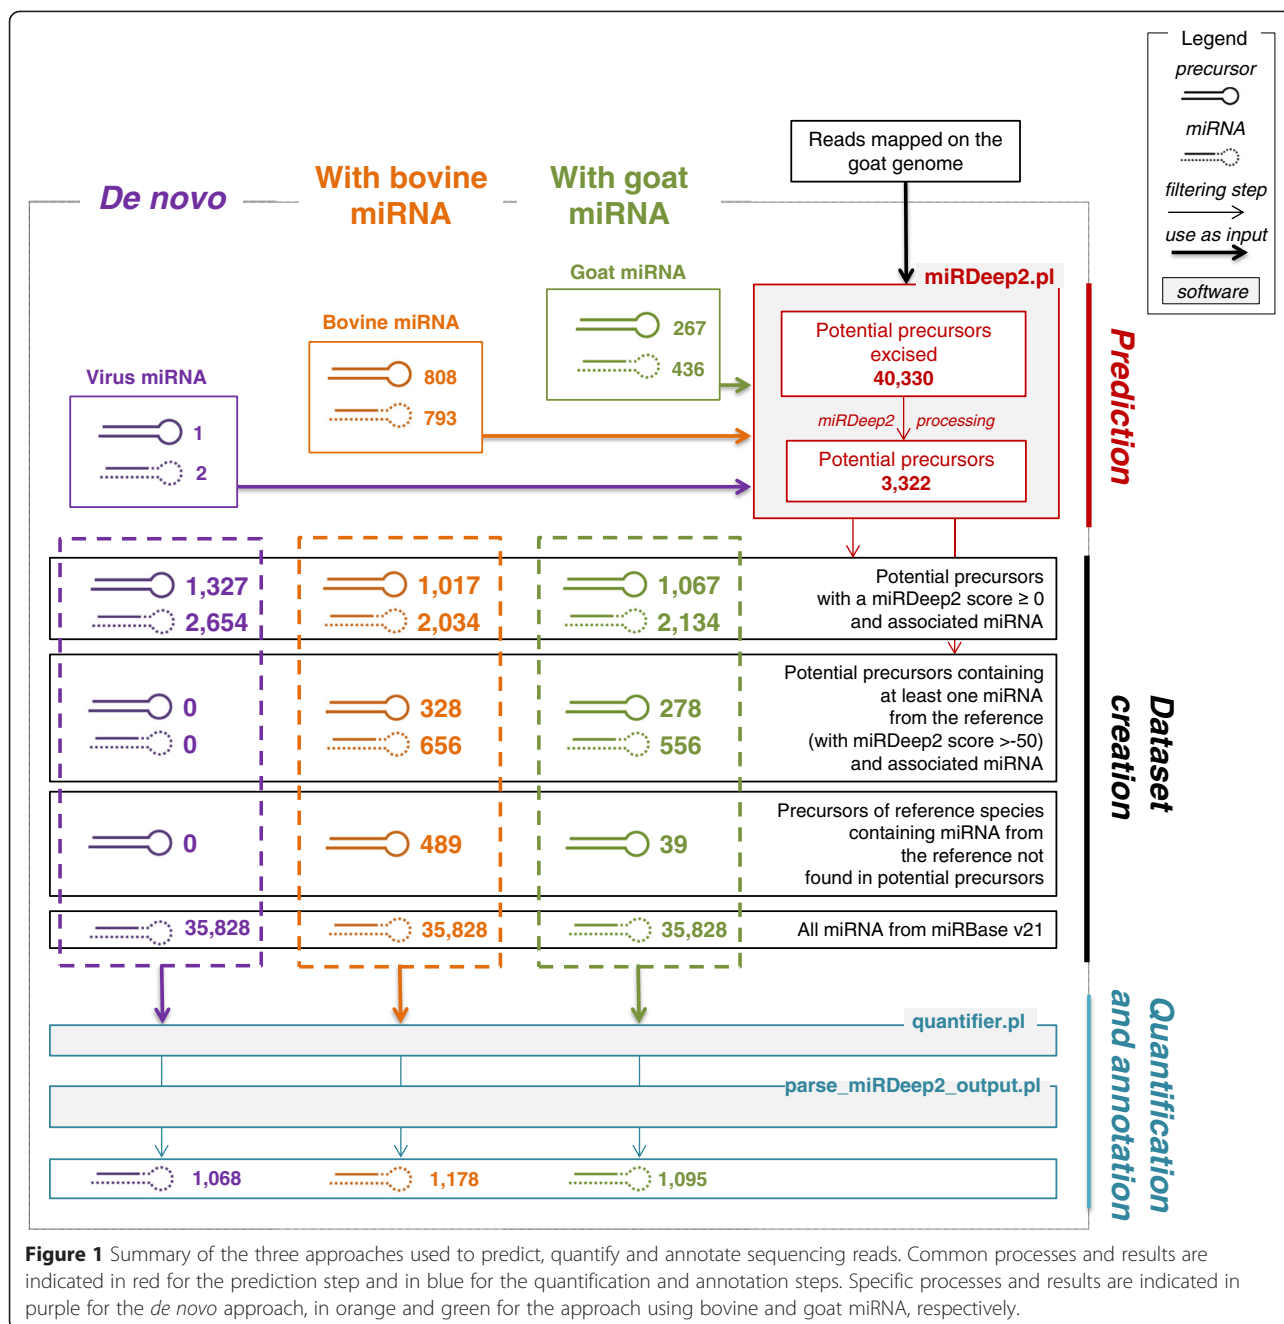 Legend
precursor
miRNA
filtering step
use as input
software
Reads mapped on the
goat genome
De novo
With bovine
miRNA
With goat
miRNA
Goat miRNA
267
436
Bovine miRNA
808
793
Virus miRNA
1
2
miRDeep2.pl
Potential precursors
excised
40,330
miRDeep2 processing
Potential precursors
3,322
Prediction
1,327
2,654
1,017
2,034
1,067
2,134
Potential precursors
with a miRDeep2 score ≥ 0
and associated miRNA
0
0
328
656
278
556
Potential precursors containing
at least one miRNA
from the reference
(with miRDeep2 score >-50)
and associated miRNA
0
489
39
Precursors of reference species
containing miRNA from
the reference not
found in potential precursors
35,828
35,828
35,828
All miRNA from miRBase v21
Dataset
creation
quantifier.pl
parse_miRDeep2_output.pl
1,068
1,178
1,095
Quantification
and annotation
Figure 1 Summary of the three approaches used to predict, quantify and annotate sequencing reads. Common processes and results are
indicated in red for the prediction step and in blue for the quantification and annotation steps. Specific processes and results are indicated in
purple for the de novo approach, in orange and green for the approach using bovine and goat miRNA, respectively.